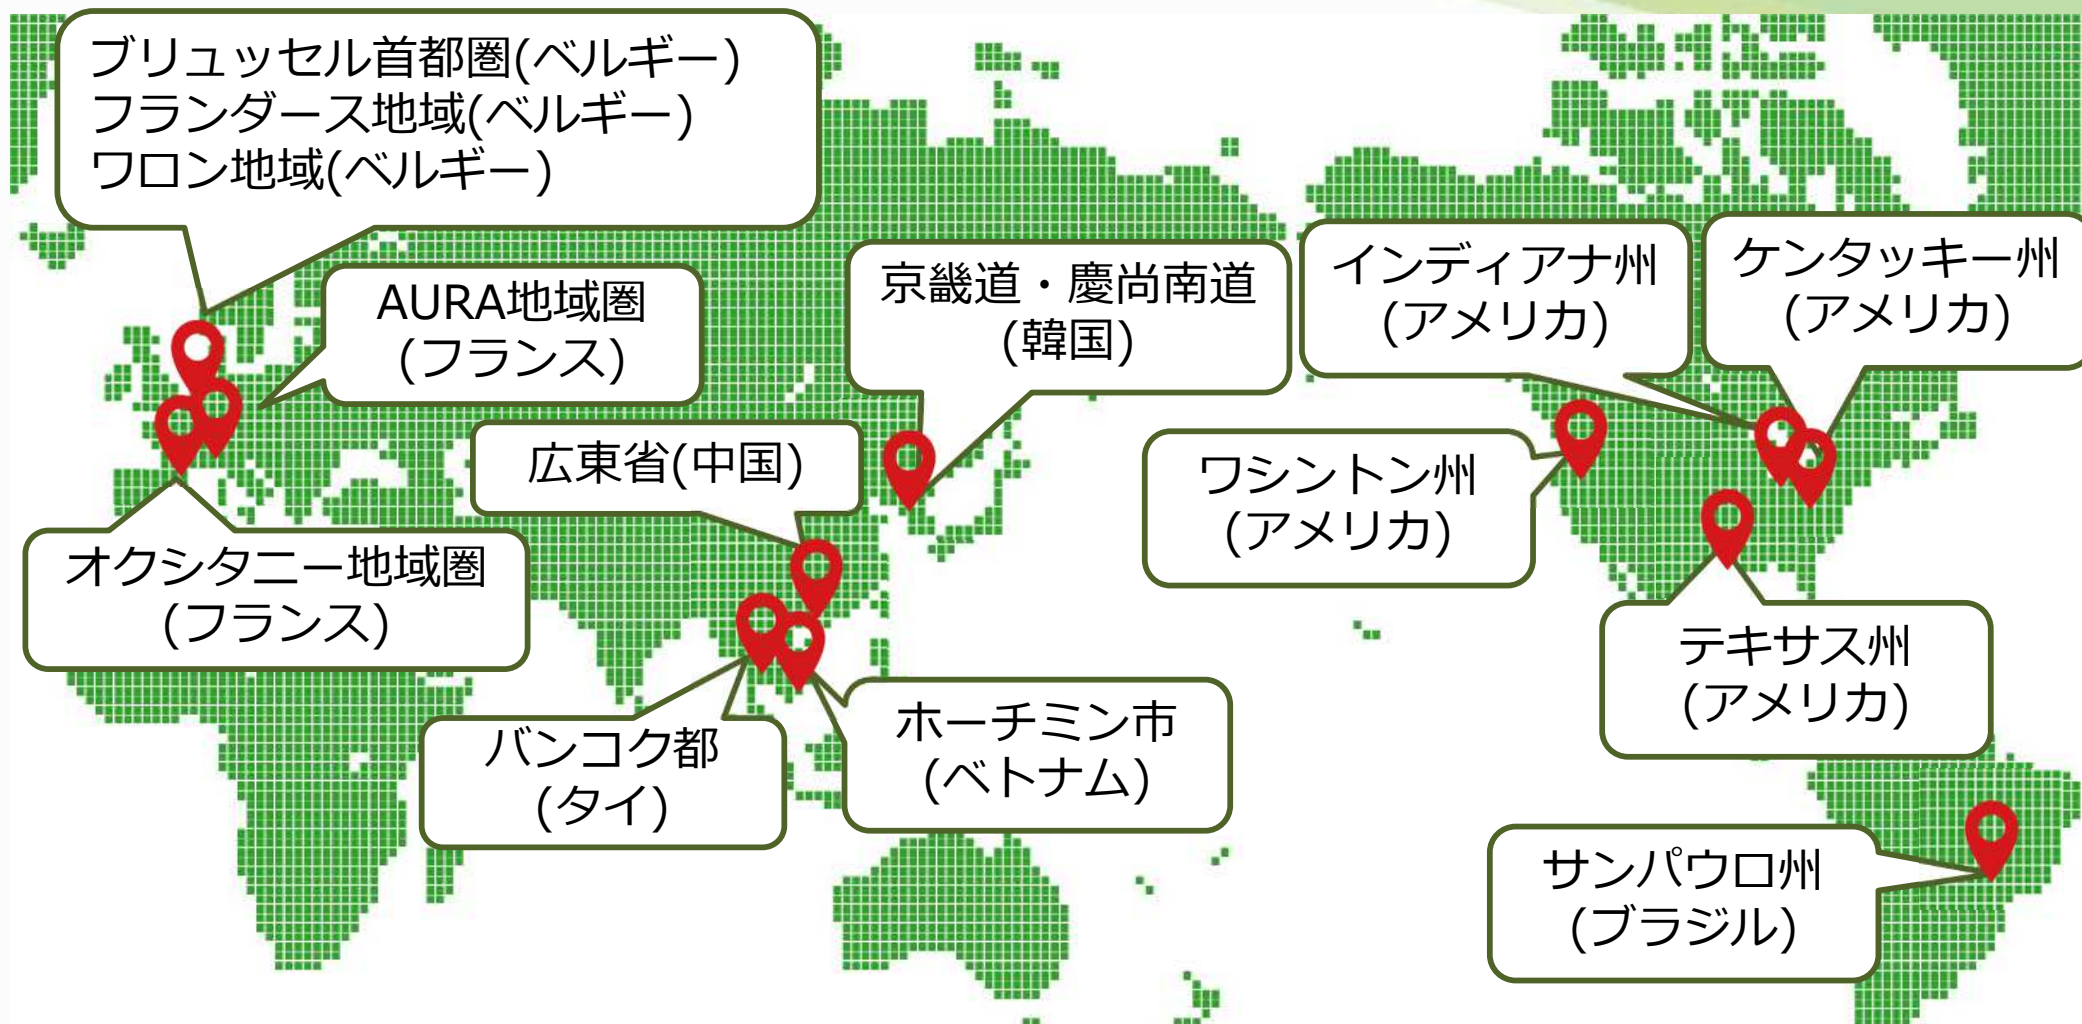 ブリュッセル首都圏(ベルギー)
フランダース地域(ベルギー)
ワロン地域(ベルギー)
AURA地域圏
(フランス)
京畿道・慶尚南道
(韓国)
インディアナ州
(アメリカ)
ケンタッキー州
(アメリカ)
広東省(中国)
ワシントン州
(アメリカ)
オクシタニー地域圏
(フランス)
テキサス州
(アメリカ)
バンコク都
(タイ)
ホーチミン市
(ベトナム)
サンパウロ州
(ブラジル)